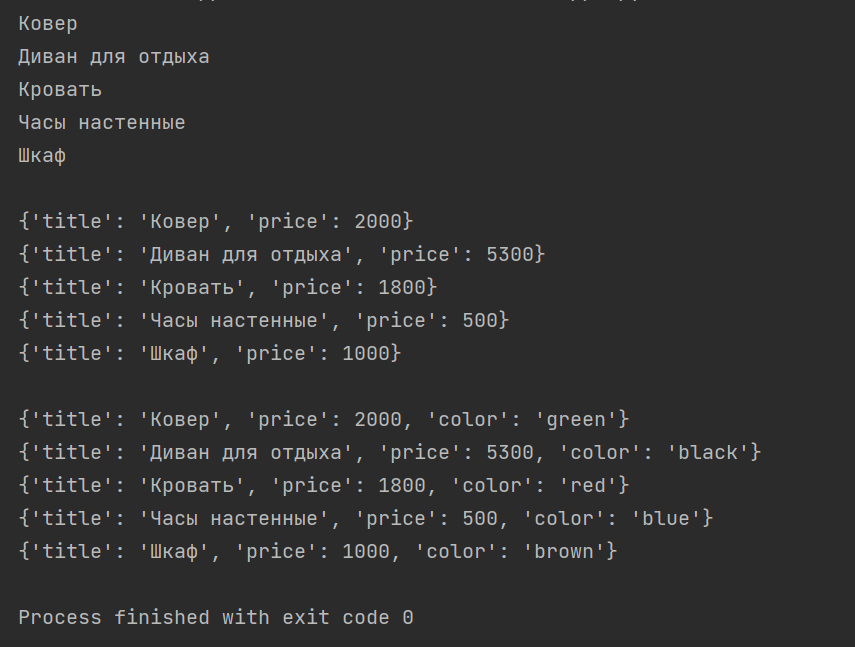 Ковер
Диван для отдыха
Кровать
Часы настенные
Шкаф
{'title': 'Ковер', 'price': 2000}
{'title': 'Диван для отдыха', 'price': 5300}
{'title': 'Кровать', 'price': 1800}
{'title': 'Часы настенные', 'price': 500}
{'title': 'Шкаф', 'price': 1000}
{'title': 'Ковер', 'price': 2000, 'color': 'green'}
{'title': 'Диван для отдыха', 'price': 5300, 'color': 'black'}
{'title': 'Кровать', 'price': 1800, 'color': 'red'}
{'title': 'Часы настенные', 'price': 500, 'color': 'blue'}
{'title': 'Шкаф', 'price': 1000, 'color': 'brown'}
Process finished with exit code 0